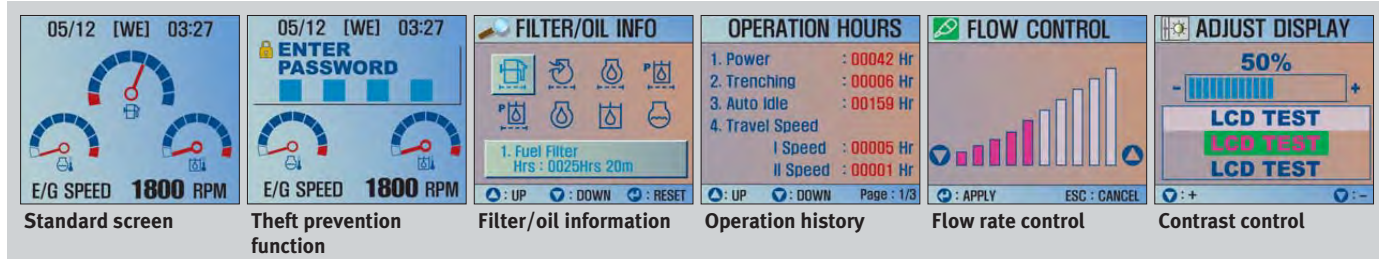 05/12 [WE] 03:27
E/G SPEED 1800 RPM
Standard screen
05/12 [WE] 03:27
ENTER
PASSWORD
E/G SPEED 1800 RPM
Theft prevention
function
FILTER/OIL INFO
P
P
1. Fuel Filter
Hrs : 0025Hrs 20m
: UP : DOWN : RESET
Filter/oil information
OPERATION HOURS
1. Power : 00042 Hr
2. Trenching : 00006 Hr
3. Auto Idle : 00159 Hr
4. Travel Speed
I Speed : 00005 Hr
II Speed : 00001 Hr
: UP : DOWN Page : 1/3
Operation history
FLOW CONTROL
: APPLY ESC : CANCEL
Flow rate control
ADJUST DISPLAY
50%
- +
LCD TEST
LCD TEST
LCD TEST
: + : -
Contrast control